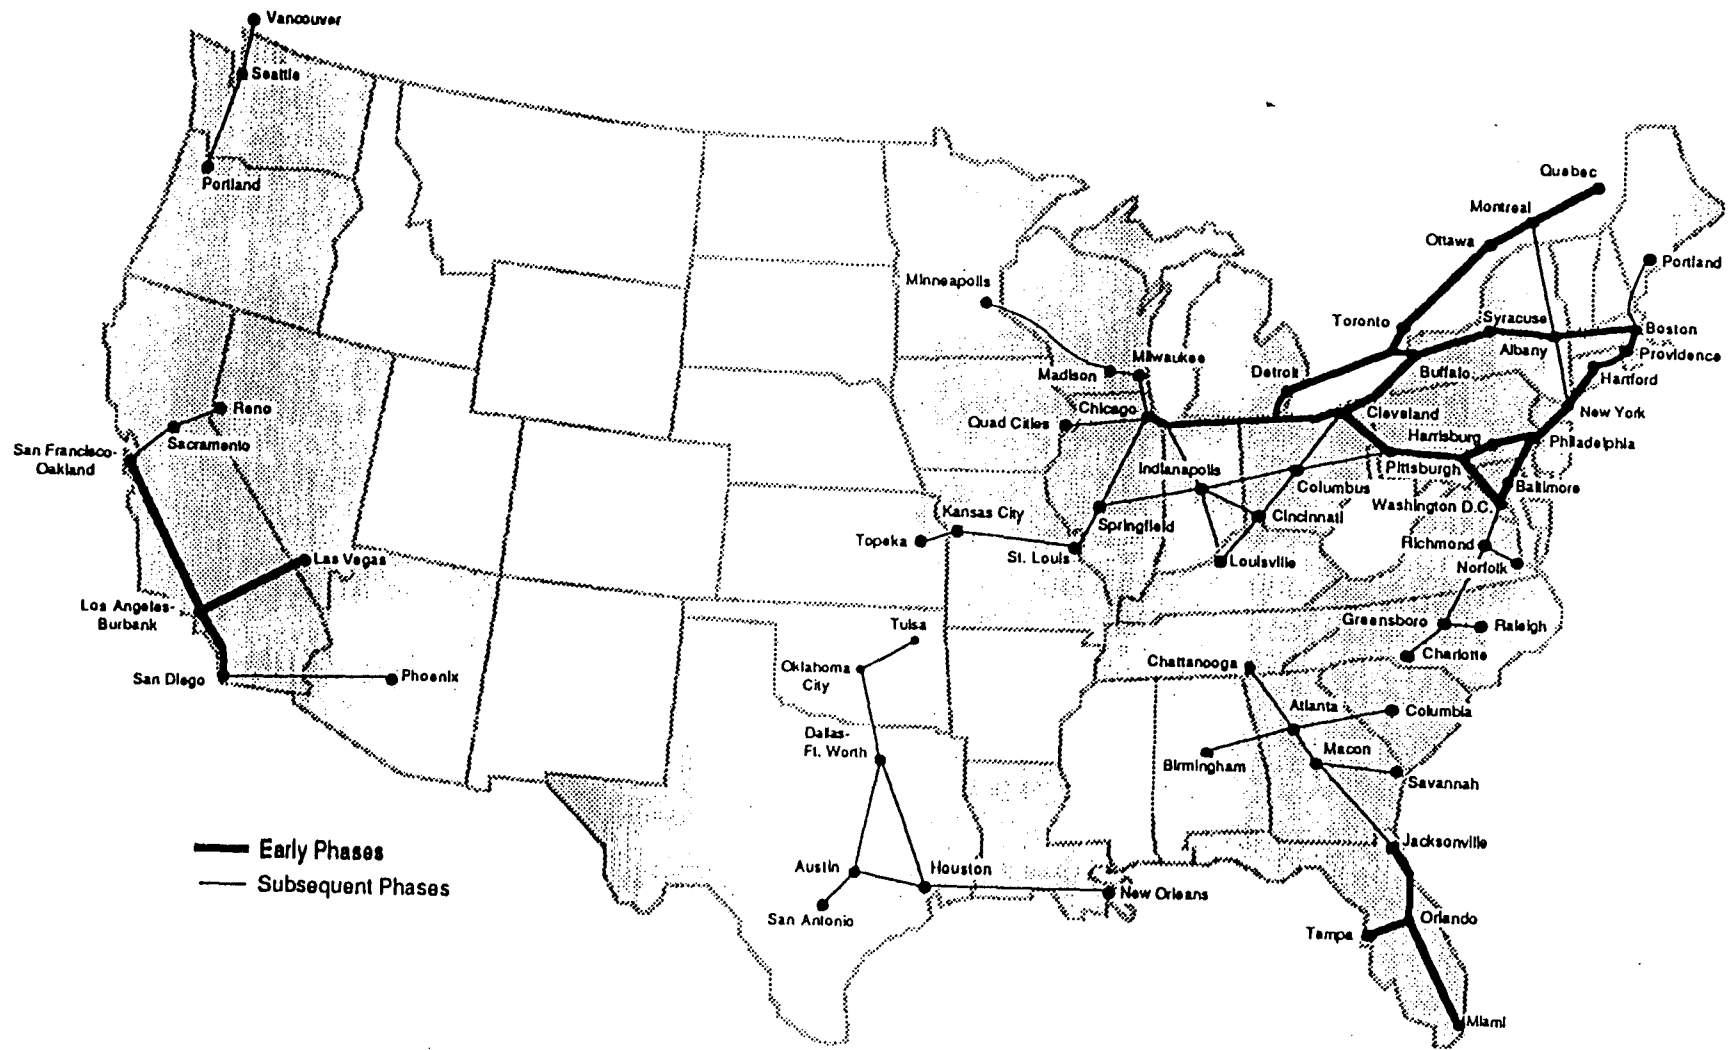 Vancouver
Seattle
Portland
Quebec
Montreal
Ottawa
Portland
Minneapolis
Toronto
Syracuse
Boston
Albany
Providence
Milwaukee
Madison
Detroit
Buffalo
Hartford
Reno
Chicago
Cleveland
New York
Quad Cities
Sacramento
Harrisburg
Philadelphia
San Francisco-
Oakland
Indianapolis
Pittsburgh
Columbus
Baltimore
Washington D.C.
Kansas City
Springfield
Cincinnati
Topeka
St. Louis
Richmond
Las Vegas
Louisville
Norfolk
Los Angeles-
Burbank
Tulsa
Greensboro
Raleigh
Oklahoma
City
Chattanooga
Charlotte
San Diego
Phoenix
Atlanta
Columbia
Dallas-
Ft. Worth
Macon
Birmingham
Savannah
Early Phases
Jacksonville
Subsequent Phases
Austin
Houston
New Orleans
San Antonio
Orlando
Tampa
Miami